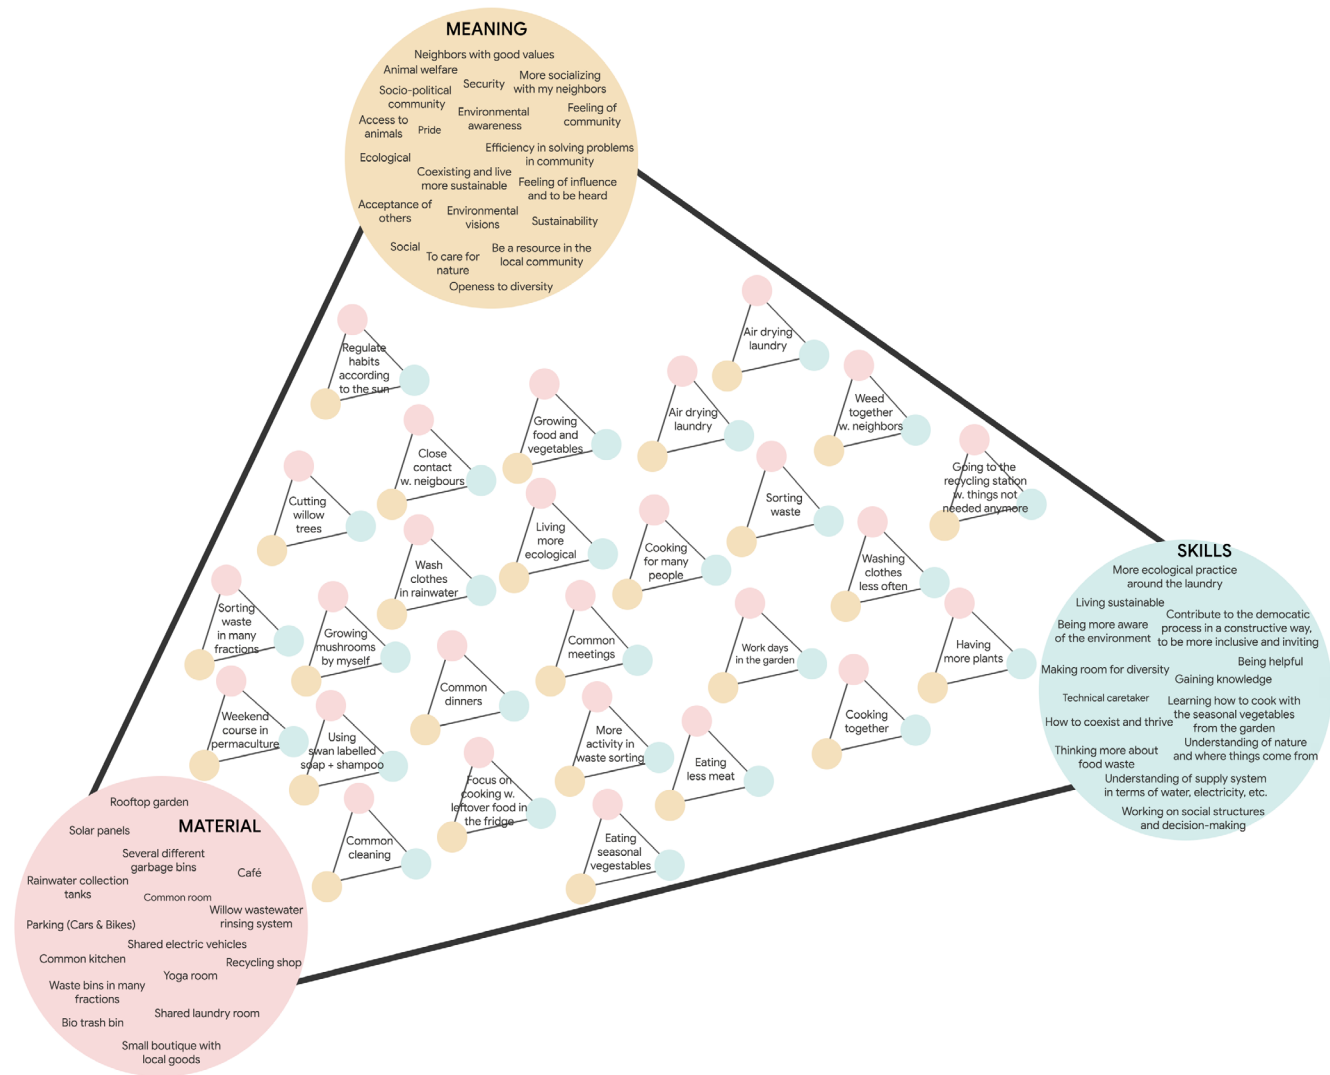 MEANING
Neighbors with good values
Animal welfare
Security
More socializing
with my neighbors
Socio-political
community
Environmental
awareness
Feeling of
community
Access to
animals
Pride
Ecological
Efficiency in solving problems
in community
Coexisting and live
more sustainable
Feeling of influence
and to be heard
Acceptance of
others
Environmental
visions
Sustainability
Social
To care for
nature
Be a resource in the
local community
Openess to diversity
Air drying
laundry
Regulate
habits
according
to the sun
Growing
food and
vegetables
Air drying
laundry
Weed
together
w. neighbors
Close
contact
w. neigbours
Going to the
recycling station
w. things not
needed anymore
Cutting
willow
trees
Sorting
waste
Living
more
ecological
Cooking
for many
people
Wash
clothes
in rainwater
Washing
clothes
less often
Sorting
waste
in many
fractions
Growing
mushrooms
by myself
Common
meetings
Work days
in the garden
Having
more plants
Common
dinners
Weekend
course in
permaculture
Using
swan labelled
soap + shampoo
More
activity in
waste sorting
Cooking
together
Eating
less meat
Focus on
cooking w.
leftover food in
the fridge
Common
cleaning
Eating
seasonal
vegestables
SKILLS
More ecological practice
around the laundry
Living sustainable
Contribute to the democatic
process in a constructive way,
to be more inclusive and inviting
Being more aware
of the environment
Being helpful
Making room for diversity
Gaining knowledge
Technical caretaker
Learning how to cook with
the seasonal vegetables
from the garden
How to coexist and thrive
Understanding of nature
and where things come from
Thinking more about
food waste
Understanding of supply system
in terms of water, electricity, etc.
Working on social structures
and decision-making
MATERIAL
Rooftop garden
Solar panels
Several different
garbage bins
Café
Rainwater collection
tanks
Common room
Willow wastewater
rinsing system
Parking (Cars & Bikes)
Shared electric vehicles
Common kitchen
Recycling shop
Yoga room
Waste bins in many
fractions
Shared laundry room
Bio trash bin
Small boutique with
local goods